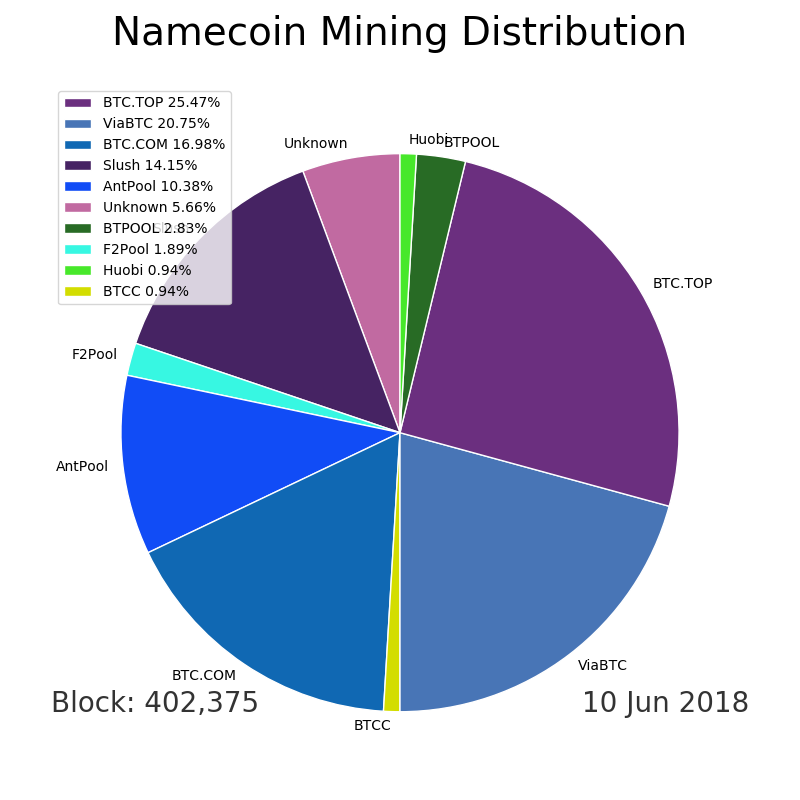 Namecoin Mining Distribution
BTC.TOP 25.47%
ViaBTC 20.75%
BTC.COM 16.98%
Slush 14.15%
AntPool 10.38%
Unknown 5.66%
BTPOOL 2.83%
F2Pool 1.89%
Huobi 0.94%
BTCC 0.94%
Unknown
Huobi
BTPOOL
BTC.TOP
Slush
F2Pool
AntPool
BTC.COM
ViaBTC
BTCC
Block: 402,375
10 Jun 2018